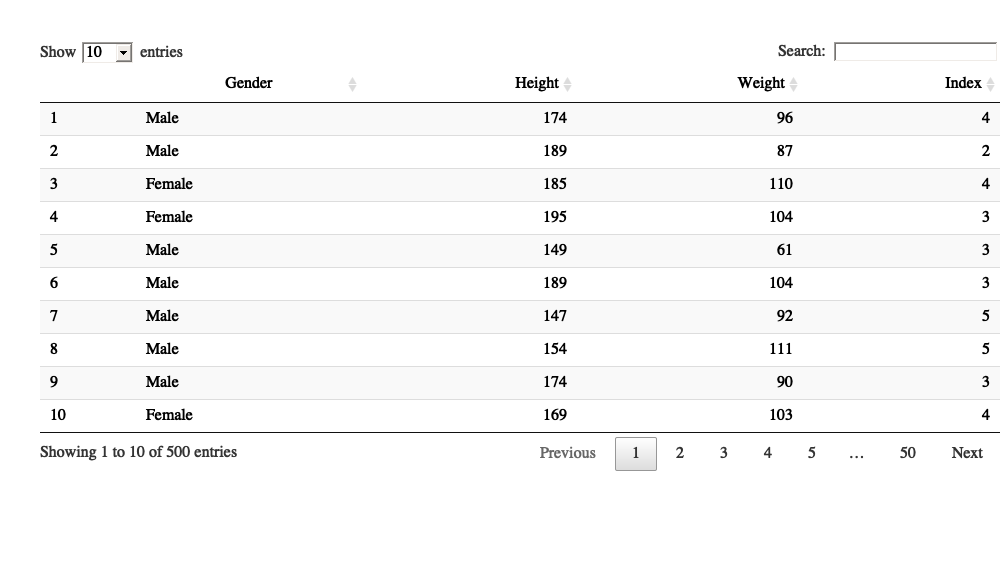 Show 10 entries Search:
Gender Height Weight Index
1 Male 174 96 4
2 Male 189 87 2
3 Female 185 110 4
4 Female 195 104 3
5 Male 149 61 3
6 Male 189 104 3
7 Male 147 92 5
8 Male 154 111 5
9 Male 174 90 3
10 Female 169 103 4
Showing 1 to 10 of 500 entries Previous 1 2 3 4 5 … 50 Next